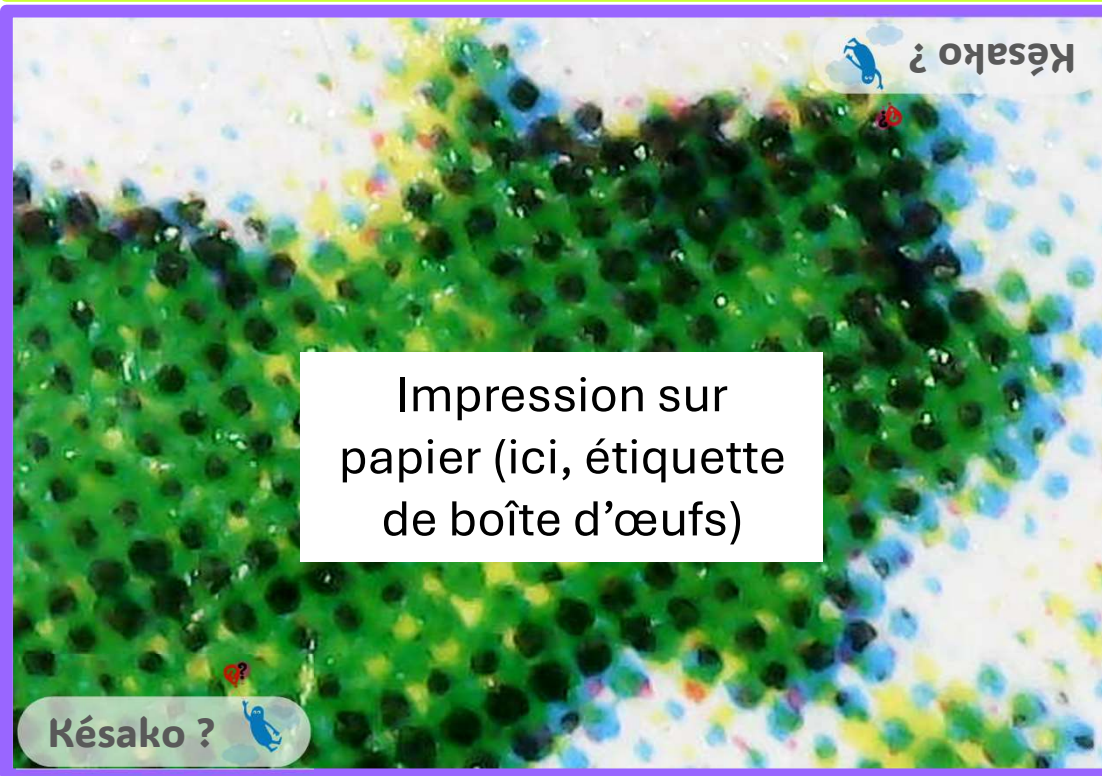 Késako ?
Impression sur
papier (ici, étiquette
de boîte d’œufs)
Késako ?